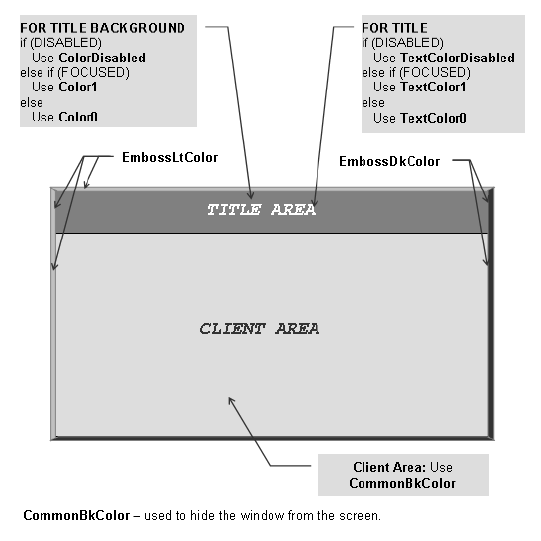 FOR TITLE BACKGROUND
if (DISABLED)
Use ColorDisabled
else if (FOCUSED)
Use Color1
else
Use Color0
FOR TITLE
if (DISABLED)
Use TextColorDisabled
else if (FOCUSED)
Use TextColor1
else
Use TextColor0
EmbossLtColor
EmbossDkColor
TITLE AREA
CLIENT AREA
Client Area: Use
CommonBkColor
CommonBkColor – used to hide the window from the screen.